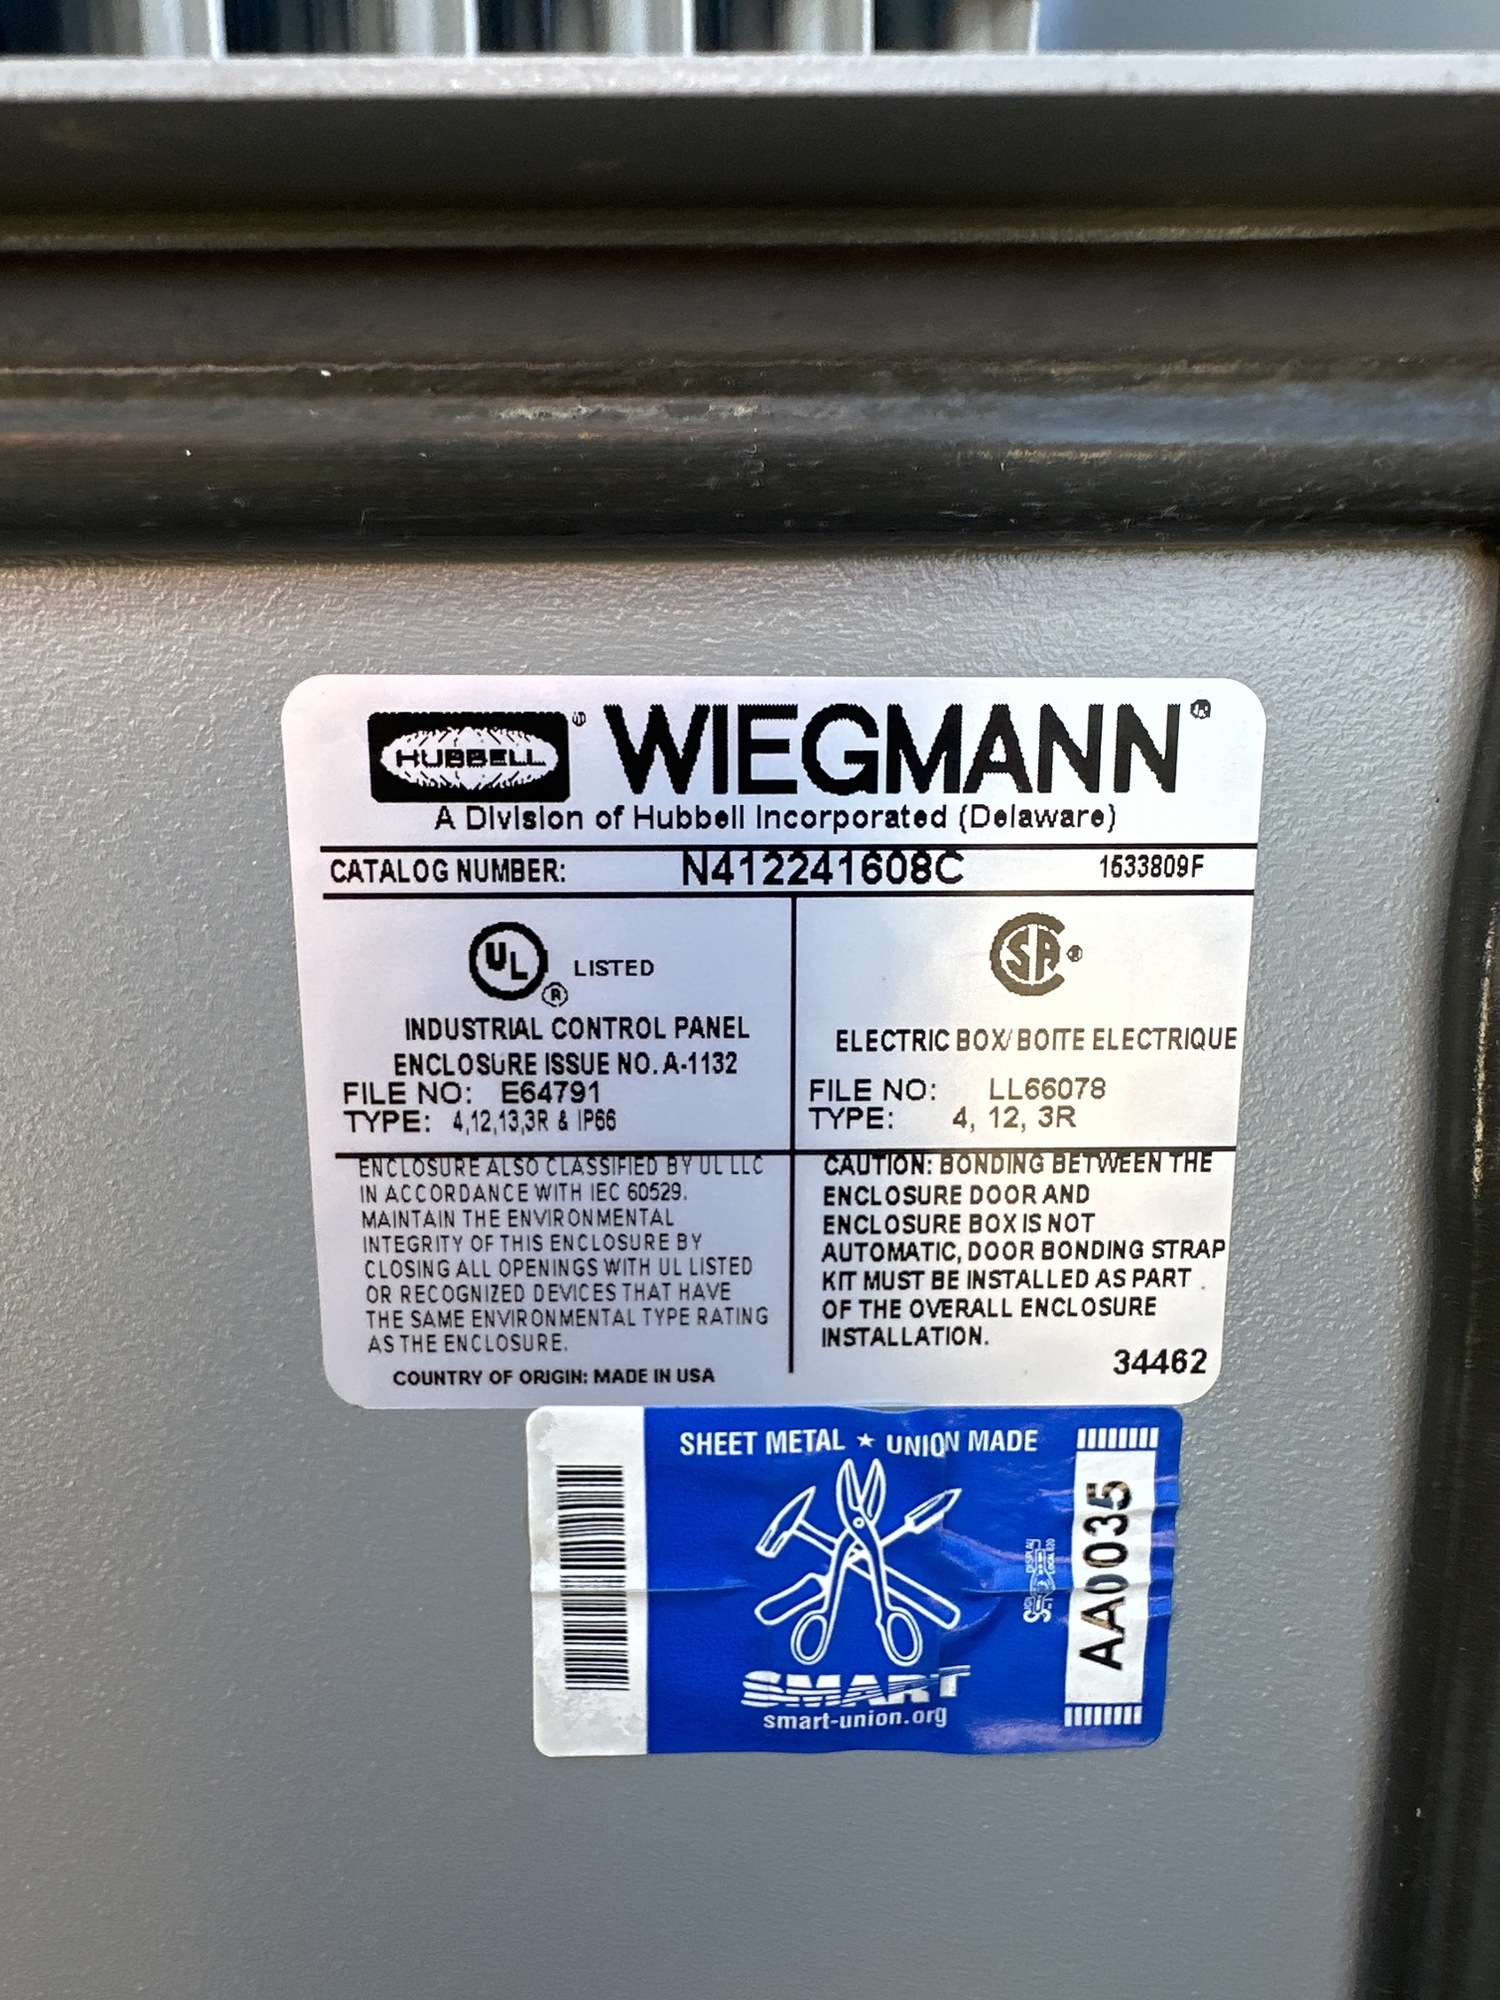 HUBBELL ® WIEGMANN ®
A Division of Hubbell Incorporated (Delaware)
CATALOG NUMBER: N412241608C 1533809F
UL ® LISTED
INDUSTRIAL CONTROL PANEL
ENCLOSURE ISSUE NO. A-1132
FILE NO: E64791
TYPE: 4,12,13,3R & IP66
SA ®
ELECTRIC BOX/BOITE ELECTRIQUE
FILE NO: LL66078
TYPE: 4, 12, 3R
ENCLOSURE ALSO CLASSIFIED BY UL LLC
IN ACCORDANCE WITH IEC 60529.
MAINTAIN THE ENVIRONMENTAL
INTEGRITY OF THIS ENCLOSURE BY
CLOSING ALL OPENINGS WITH UL LISTED
OR RECOGNIZED DEVICES THAT HAVE
THE SAME ENVIRONMENTAL TYPE RATING
AS THE ENCLOSURE.
COUNTRY OF ORIGIN: MADE IN USA
CAUTION: BONDING BETWEEN THE
ENCLOSURE DOOR AND
ENCLOSURE BOX IS NOT
AUTOMATIC, DOOR BONDING STRAP
KIT MUST BE INSTALLED AS PART
OF THE OVERALL ENCLOSURE
INSTALLATION.
34462
SHEET METAL ★ UNION MADE
SMART
smart-union.org
AA0035